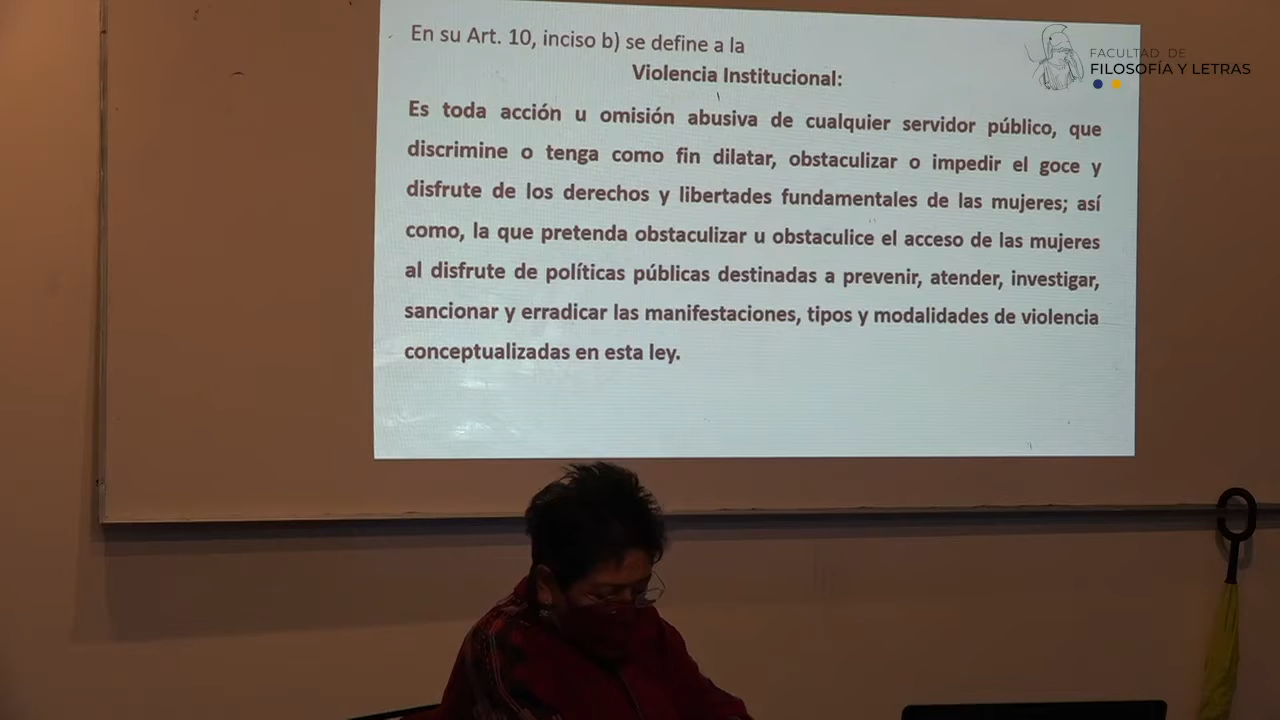 En su Art. 10, inciso b) se define a la
Violencia Institucional:
Es toda acción u omisión abusiva de cualquier servidor público, que
discrimine o tenga como fin dilatar, obstaculizar o impedir el goce y
disfrute de los derechos y libertades fundamentales de las mujeres; así
como, la que pretenda obstaculizar u obstaculice el acceso de las mujeres
al disfrute de políticas públicas destinadas a prevenir, atender, investigar,
sancionar y erradicar las manifestaciones, tipos y modalidades de violencia
conceptualizadas en esta ley.
FACULTAD DE
FILOSOFÍA Y LETRAS